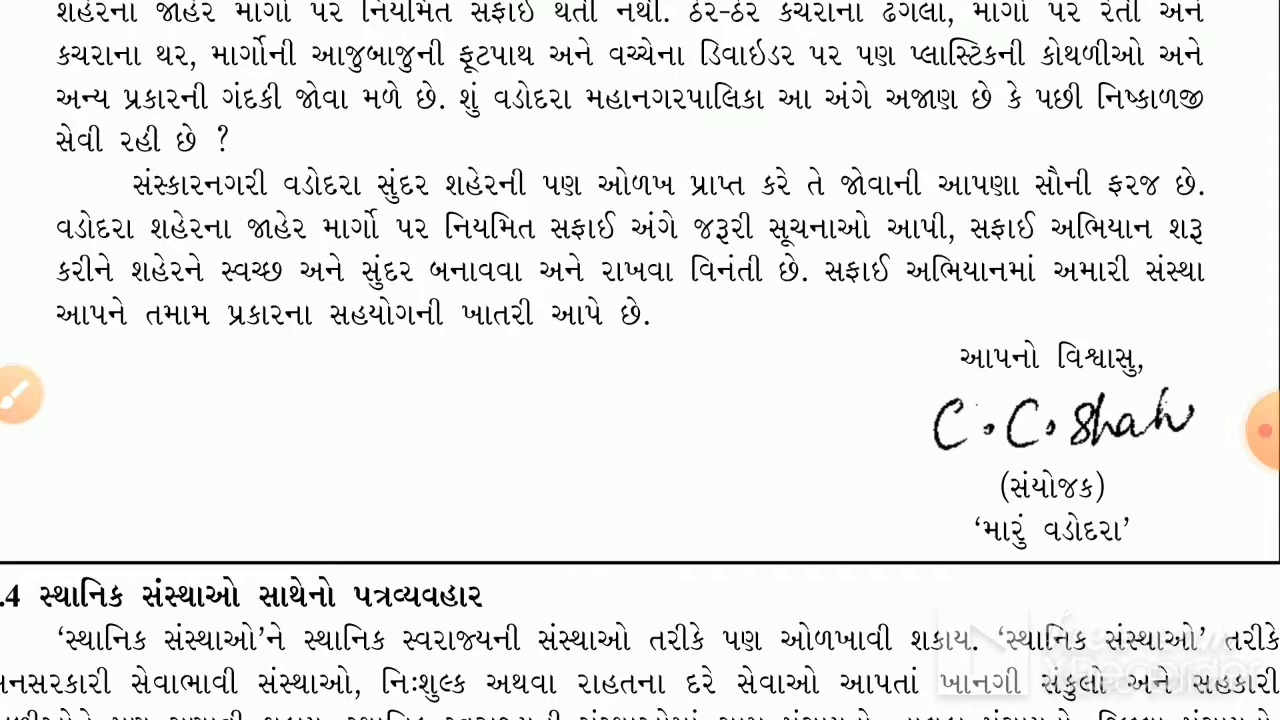 શહેરના જાહેર માર્ગો પર નિયમિત સફાઈ થતી નથી. ઠેર-ઠેર કચરાના ઢગલા, માર્ગો પર રેતી અને
કચરાના થર, માર્ગોની આજુબાજુની ફૂટપાથ અને વચ્ચેના ડિવાઇડર પર પણ પ્લાસ્ટિકની કોથળીઓ અને
અન્ય પ્રકારની ગંદકી જોવા મળે છે. શું વડોદરા મહાનગરપાલિકા આ અંગે અજાણ છે કે પછી નિષ્કાળજી
સેવી રહી છે ?
સંસ્કારનગરી વડોદરા સુંદર શહેરની પણ ઓળખ પ્રાપ્ત કરે તે જોવાની આપણા સૌની ફરજ છે.
વડોદરા શહેરના જાહેર માર્ગો પર નિયમિત સફાઈ અંગે જરૂરી સૂચનાઓ આપી, સફાઈ અભિયાન શરૂ
કરીને શહેરને સ્વચ્છ અને સુંદર બનાવવા અને રાખવા વિનંતી છે. સફાઈ અભિયાનમાં અમારી સંસ્થા
આપને તમામ પ્રકારના સહયોગની ખાતરી આપે છે.
આપનો વિશ્વાસુ,
C. C. Shah
(સંયોજક)
‘મારું વડોદરા’
.4 સ્થાનિક સંસ્થાઓ સાથેનો પત્રવ્યવહાર
‘સ્થાનિક સંસ્થાઓ’ને સ્થાનિક સ્વરાજ્યની સંસ્થાઓ તરીકે પણ ઓળખાવી શકાય. ‘સ્થાનિક સંસ્થાઓ’ તરીકે
સેવાભાવી સંસ્થાઓ, નિઃશુલ્ક અથવા રાહતના દરે સેવાઓ આપતાં ખાનગી સંકુલો અને સહકારી